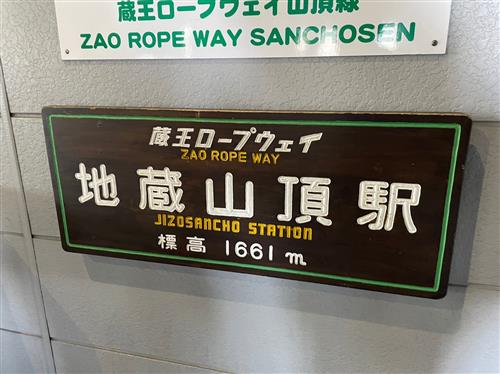 蔵王ロープウェイ山頂線
ZAO ROPE WAY SANCHOSEN
蔵王ロープウェイ
ZAO ROPE WAY
地蔵山頂駅
JIZOSANCHO STATION
標高 1661m